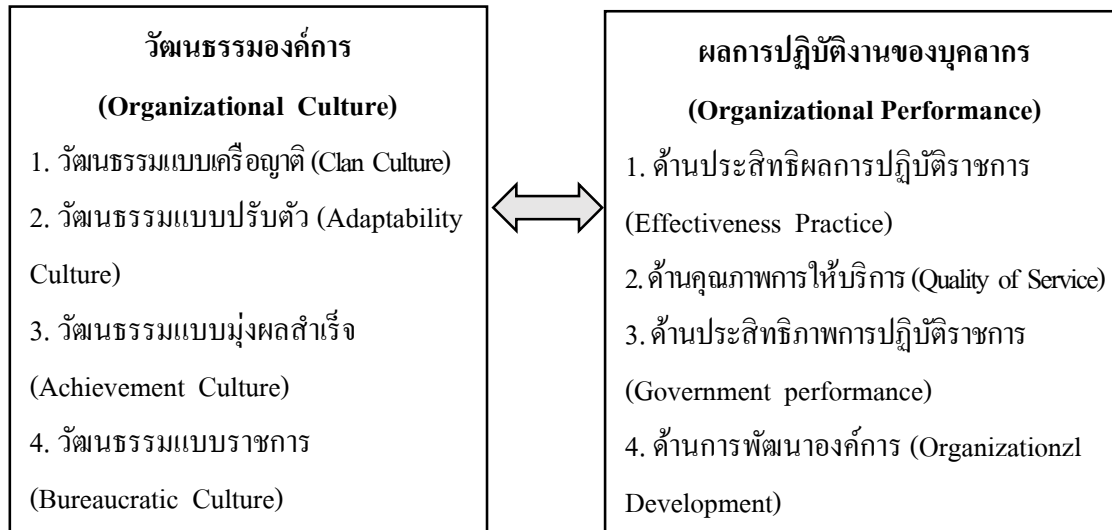 วัฒนธรรมองค์การ
(Organizational Culture)
1. วัฒนธรรมแบบเครือญาติ (Clan Culture)
2. วัฒนธรรมแบบปรับตัว (Adaptability
Culture)
3. วัฒนธรรมแบบมุ่งผลสำเร็จ
(Achievement Culture)
4. วัฒนธรรมแบบราชการ
(Bureaucratic Culture)
ผลการปฏิบัติงานของบุคลากร
(Organizational Performance)
1. ด้านประสิทธิผลการปฏิบัติราชการ
(Effectiveness Practice)
2. ด้านคุณภาพการให้บริการ (Quality of Service)
3. ด้านประสิทธิภาพการปฏิบัติราชการ
(Government performance)
4. ด้านการพัฒนาองค์การ (Organizationzl
Development)